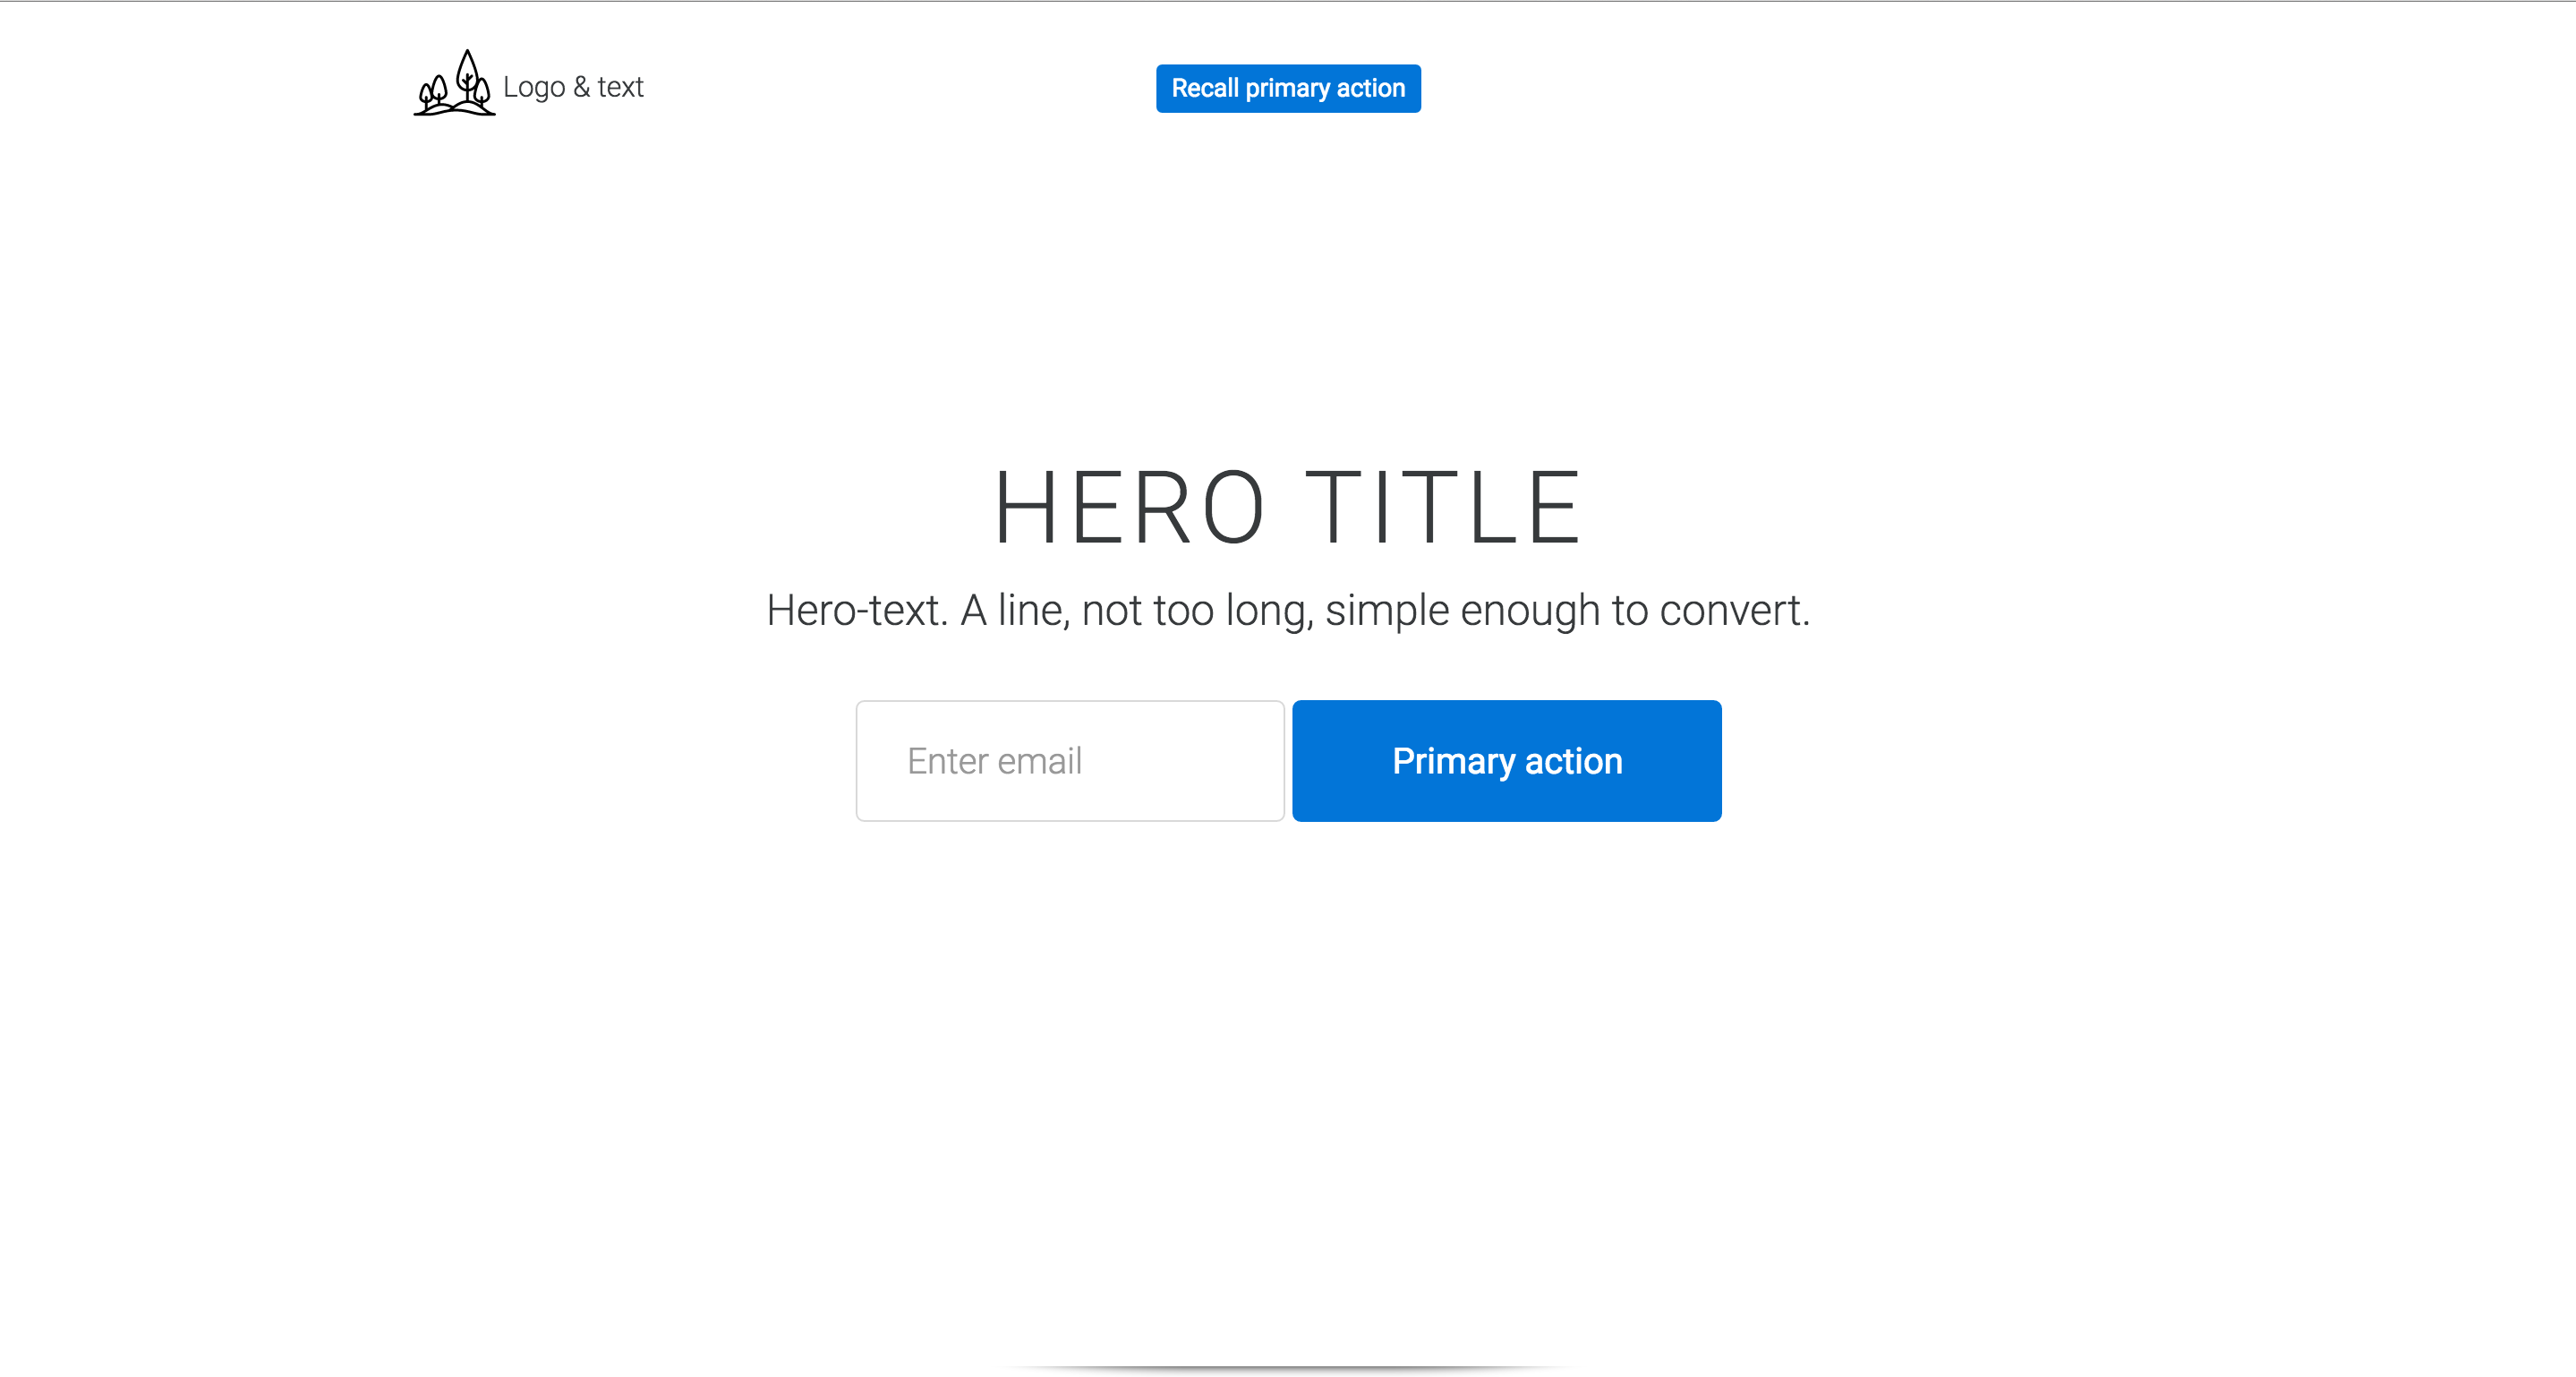 Logo & text
Recall primary action
HERO TITLE
Hero-text. A line, not too long, simple enough to convert.
Enter email
Primary action